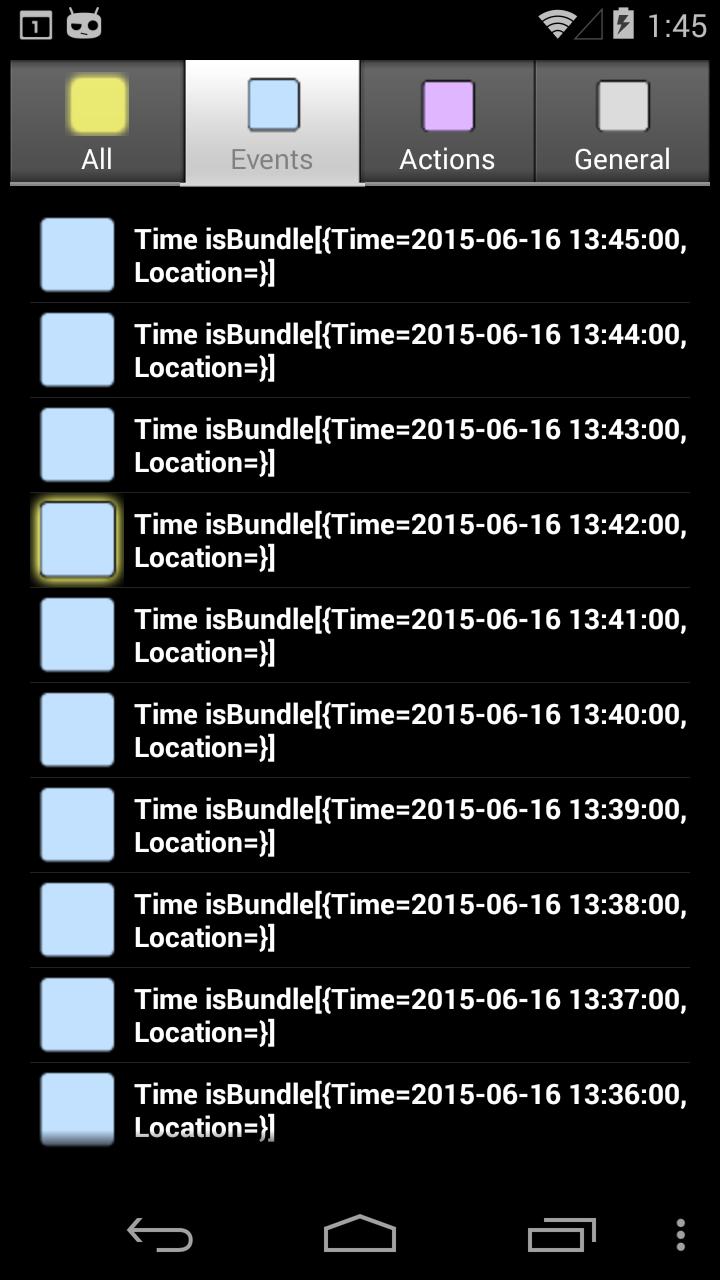 1
1:45
All
Events
Actions
General
Time isBundle[{Time=2015-06-16 13:45:00,
Location=}]
Time isBundle[{Time=2015-06-16 13:44:00,
Location=}]
Time isBundle[{Time=2015-06-16 13:43:00,
Location=}]
Time isBundle[{Time=2015-06-16 13:42:00,
Location=}]
Time isBundle[{Time=2015-06-16 13:41:00,
Location=}]
Time isBundle[{Time=2015-06-16 13:40:00,
Location=}]
Time isBundle[{Time=2015-06-16 13:39:00,
Location=}]
Time isBundle[{Time=2015-06-16 13:38:00,
Location=}]
Time isBundle[{Time=2015-06-16 13:37:00,
Location=}]
Time isBundle[{Time=2015-06-16 13:36:00,
Location=}]